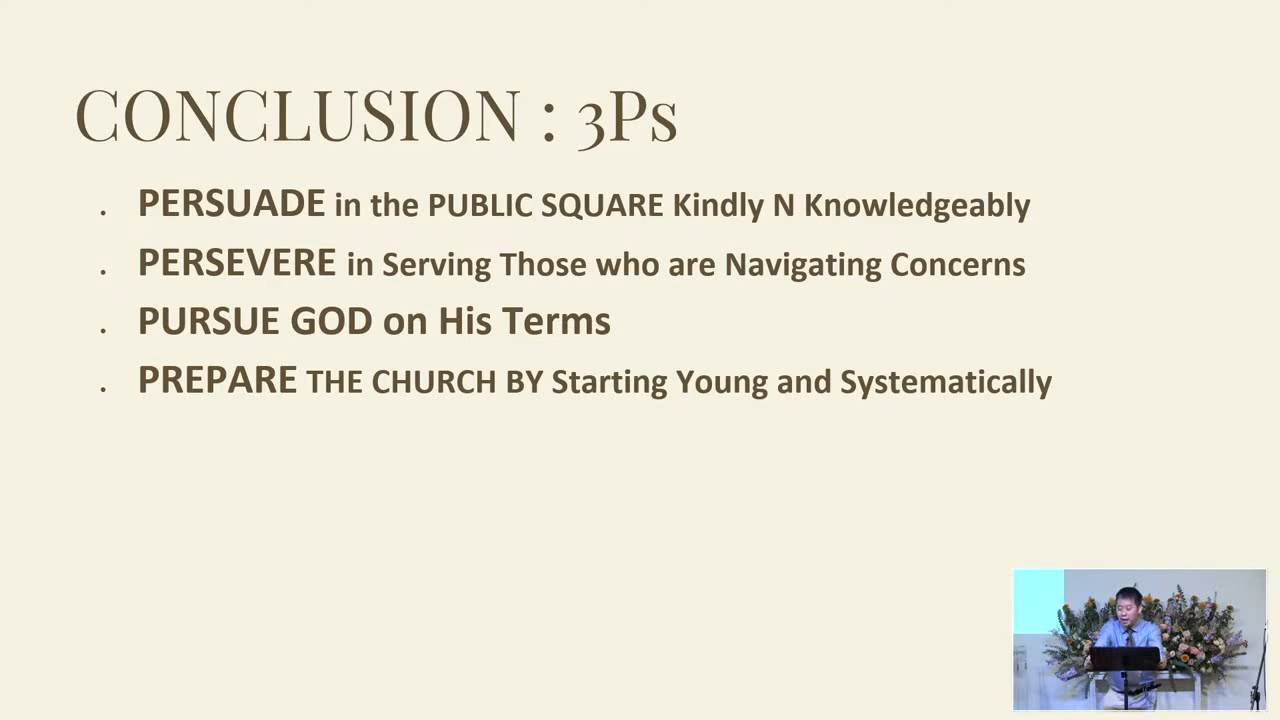 CONCLUSION : 3Ps
. PERSUADE in the PUBLIC SQUARE Kindly N Knowledgeably
. PERSEVERE in Serving Those who are Navigating Concerns
. PURSUE GOD on His Terms
. PREPARE THE CHURCH BY Starting Young and Systematically